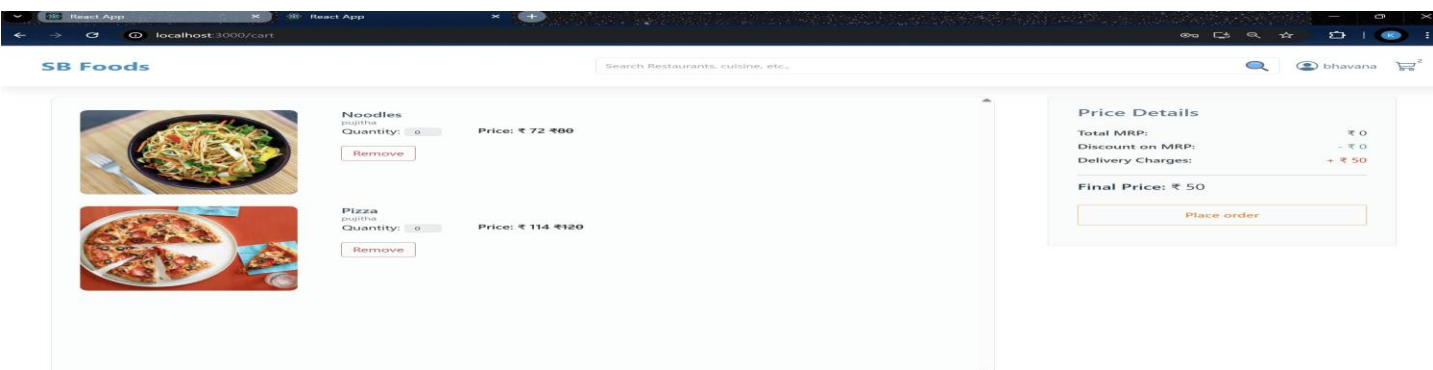 React App
React App
localhost:3000/cart
K
SB Foods
Search Restaurants, cuisine, etc.,
bhavana
2
Noodles
pujitha
Quantity: 0
Price: ₹ 72 ₹80
Remove
Pizza
pujitha
Quantity: 0
Price: ₹ 114 ₹120
Remove
Price Details
Total MRP: ₹ 0
Discount on MRP: - ₹ 0
Delivery Charges: + ₹ 50
Final Price: ₹ 50
Place order